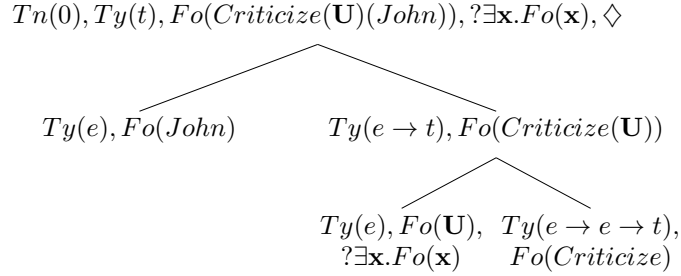 Tn(0), Ty(t), Fo(Criticize(U)(John)), ?∃x.Fo(x), ♢
Ty(e), Fo(John) Ty(e → t), Fo(Criticize(U))
Ty(e), Fo(U), Ty(e → e → t),
?∃x.Fo(x) Fo(Criticize)